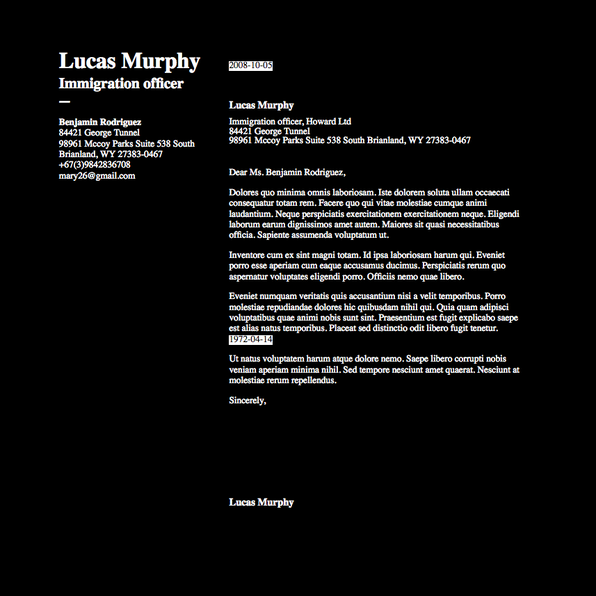 Lucas Murphy
Immigration officer
Benjamin Rodriguez
84421 George Tunnel
98961 Mccoy Parks Suite 538 South
Brianland, WY 27383-0467
+67(3)9842836708
mary26@gmail.com
2008-10-05
Lucas Murphy
Immigration officer, Howard Ltd
84421 George Tunnel
98961 Mccoy Parks Suite 538 South Brianland, WY 27383-0467
Dear Ms. Benjamin Rodriguez,
Dolores quo minima omnis laboriosam. Iste dolorem soluta ullam occaecati
consequatur totam rem. Facere quo qui vitae molestiae cumque animi
laudantium. Neque perspiciatis exercitationem exercitationem neque. Eligendi
laborum earum dignissimos amet autem. Maiores sit quasi necessitatibus
officia. Sapiente assumenda voluptatum ut.
Inventore cum ex sint magni totam. Id ipsa laboriosam harum qui. Eveniet
porro esse aperiam cum eaque accusamus ducimus. Perspiciatis rerum quo
aspernatur voluptates eligendi porro. Officiis nemo quae libero.
Eveniet numquam veritatis quis accusantium nisi a velit temporibus. Porro
molestiae repudiandae dolores hic quibusdam nihil qui. Quia quam adipisci
voluptatibus quae animi nobis sunt sint. Praesentium est fugit explicabo saepe
est alias natus temporibus. Placeat sed distinctio odit libero fugit tenetur.
1972-04-14
Ut natus voluptatem harum atque dolore nemo. Saepe libero corrupti nobis
veniam aperiam minima nihil. Sed tempore nesciunt amet quaerat. Nesciunt at
molestiae rerum repellendus.
Sincerely,
Lucas Murphy